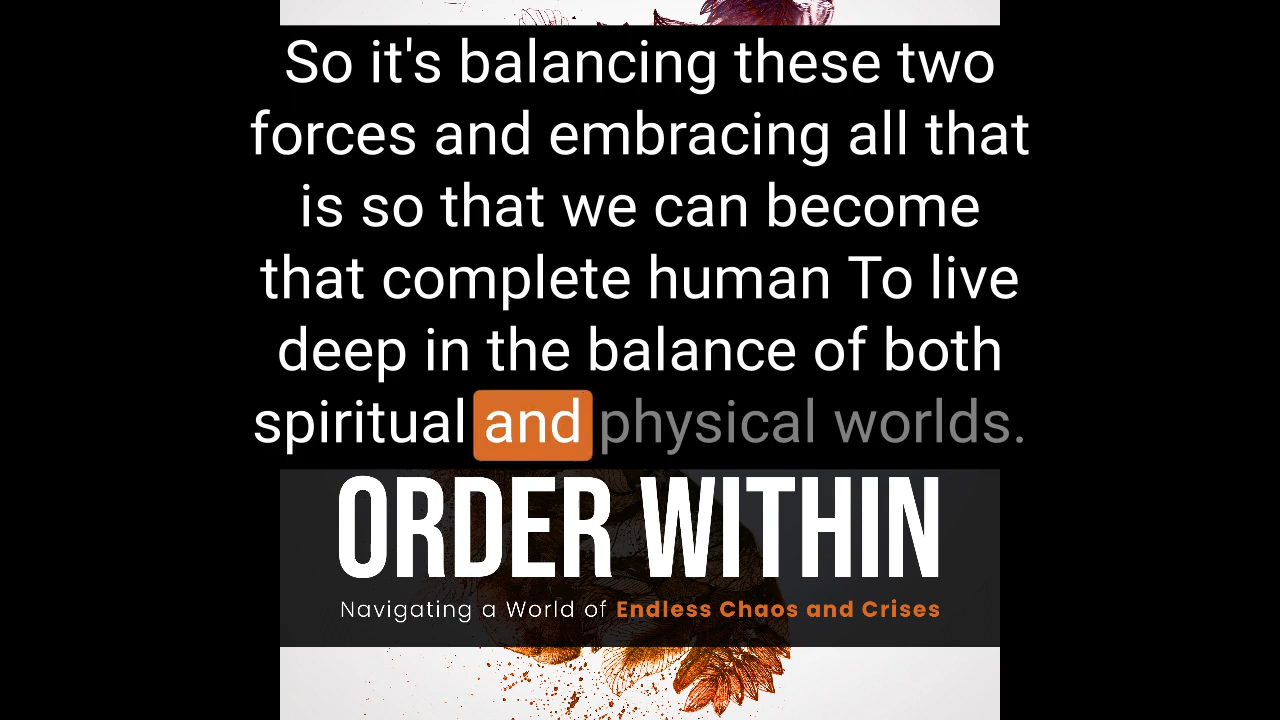 So it's balancing these two
forces and embracing all that
is so that we can become
that complete human To live
deep in the balance of both
spiritual and physical worlds.
ORDER WITHIN
Navigating a World of Endless Chaos and Crises